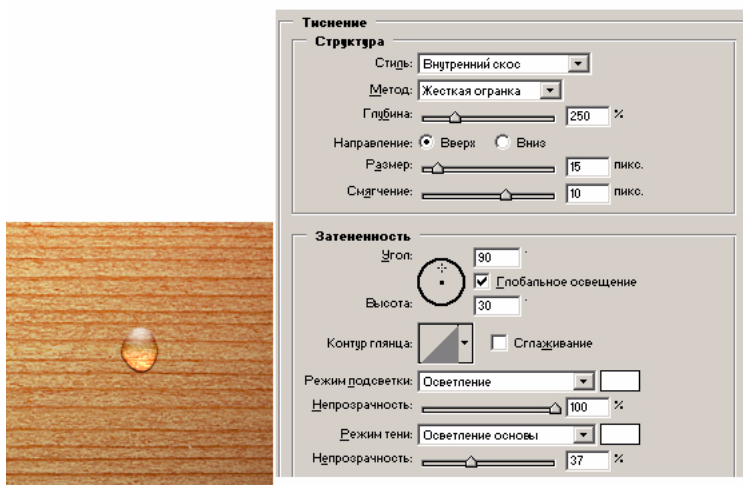 Тиснение
Структура
Стиль: Внутренний скос
Метод: Жесткая огранка
Глубина: 250 %
Направление: Вверх Вниз
Размер: 15 пикс.
Смягчение: 10 пикс.
Затененность
Угол: 90 °
Глобальное освещение
Высота: 30 °
Контур глянца: Сглаживание
Режим подсветки: Осветление
Непрозрачность: 100 %
Режим тени: Осветление основы
Непрозрачность: 37 %